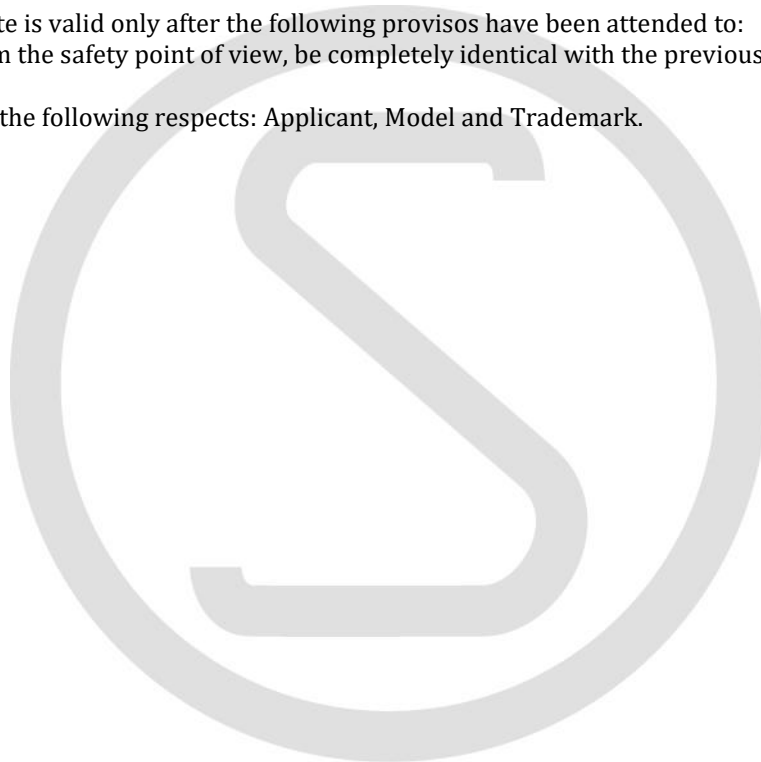 te is valid only after the following provisos have been attended to:
m the safety point of view, be completely identical with the previous
the following respects: Applicant, Model and Trademark.